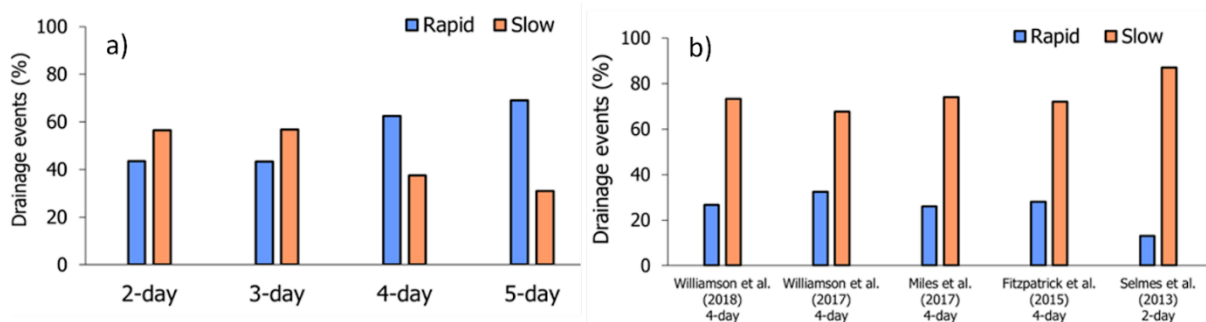 a)
Rapid Slow
Drainage events (%)
100
80
60
40
20
0
2-day 3-day 4-day 5-day
b)
Rapid Slow
Drainage events (%)
100
80
60
40
20
0
Williamson et al. Williamson et al. Miles et al. Fitzpatrick et al. Selmes et al.
(2018) (2017) (2017) (2015) (2013)
4-day 4-day 4-day 4-day 2-day